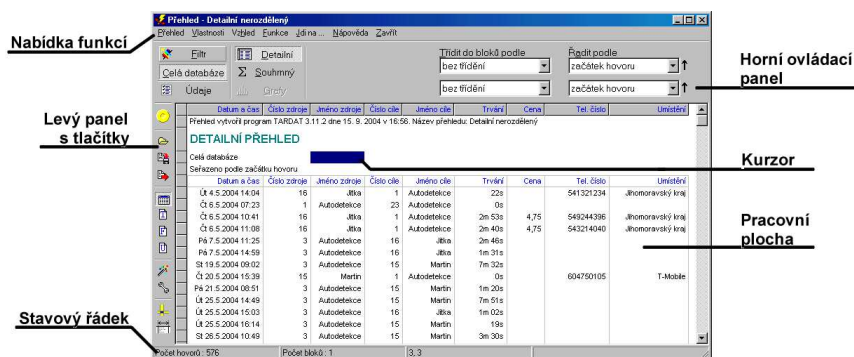 Přehled - Detailní nerozdělený
Přehled Vlastnosti Vzhled Funkce Jdi na ... Nápověda Zavřít
Nabídka funkcí
Filtr Detailní Třídit do bloků podle Řadit podle
bez třídění začátek hovoru
Celá databáze Σ Souhrnný
Údaje Grafy bez třídění začátek hovoru
Horní ovládací
panel
Datum a čas Číslo zdroje Jméno zdroje Číslo cíle Jméno cíle Trvání Cena Tel. číslo Umístění
Přehled vytvořil program TARDAT 3.11.2 dne 15. 9. 2004 v 16:56. Název přehledu: Detailní nerozdělený
Levý panel
s tlačítky
DETAILNÍ PŘEHLED
Celá databáze
Kurzor
Seřazeno podle začátku hovoru
Datum a čas Číslo zdroje Jméno zdroje Číslo cíle Jméno cíle Trvání Cena Tel. číslo Umístění
Út 4.5.2004 14:04 16 Jitka 1 Autodetekce 22s 541321234 Jihomoravský kraj
Čt 6.5.2004 07:23 1 Autodetekce 23 Autodetekce 0s
Čt 6.5.2004 10:41 16 Jitka 1 Autodetekce 2m 53s 4,75 549244396 Jihomoravský kraj
Čt 6.5.2004 11:08 16 Jitka 1 Autodetekce 2m 40s 4,75 543214040 Jihomoravský kraj
Pá 7.5.2004 11:25 3 Autodetekce 16 Jitka 2m 46s
Pá 7.5.2004 14:59 3 Autodetekce 16 Jitka 1m 31s
St 19.5.2004 09:02 3 Autodetekce 15 Martin 7m 32s
Čt 20.5.2004 15:39 15 Martin 1 Autodetekce 0s 604750105 T-Mobile
Pá 21.5.2004 08:51 3 Autodetekce 15 Martin 1m 20s
Út 25.5.2004 14:49 3 Autodetekce 15 Martin 7m 51s
Út 25.5.2004 15:03 3 Autodetekce 16 Jitka 1m 02s
Út 25.5.2004 16:14 3 Autodetekce 15 Martin 19s
St 26.5.2004 10:49 3 Autodetekce 15 Martin 3m 30s
Pracovní
plocha
Stavový řádek
Počet hovorů : 576 Počet bloků : 1 3, 3